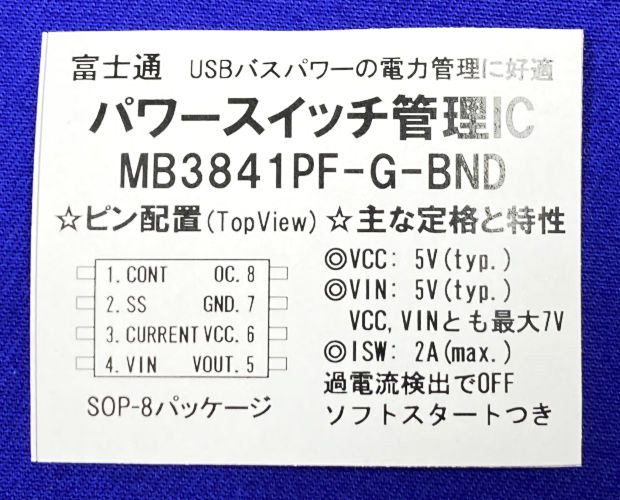 富士通 USBバスパワーの電力管理に好適
パワースイッチ管理IC
MB3841PF-G-BND
☆ピン配置(TopView) ☆主な定格と特性
1. CONT OC. 8
2. SS GND. 7
3. CURRENT VCC. 6
4. VIN VOUT. 5
SOP-8パッケージ
◎VCC: 5V(typ.)
◎VIN: 5V(typ.)
VCC, VINとも最大7V
◎ISW: 2A(max.)
過電流検出でOFF
ソフトスタートつき